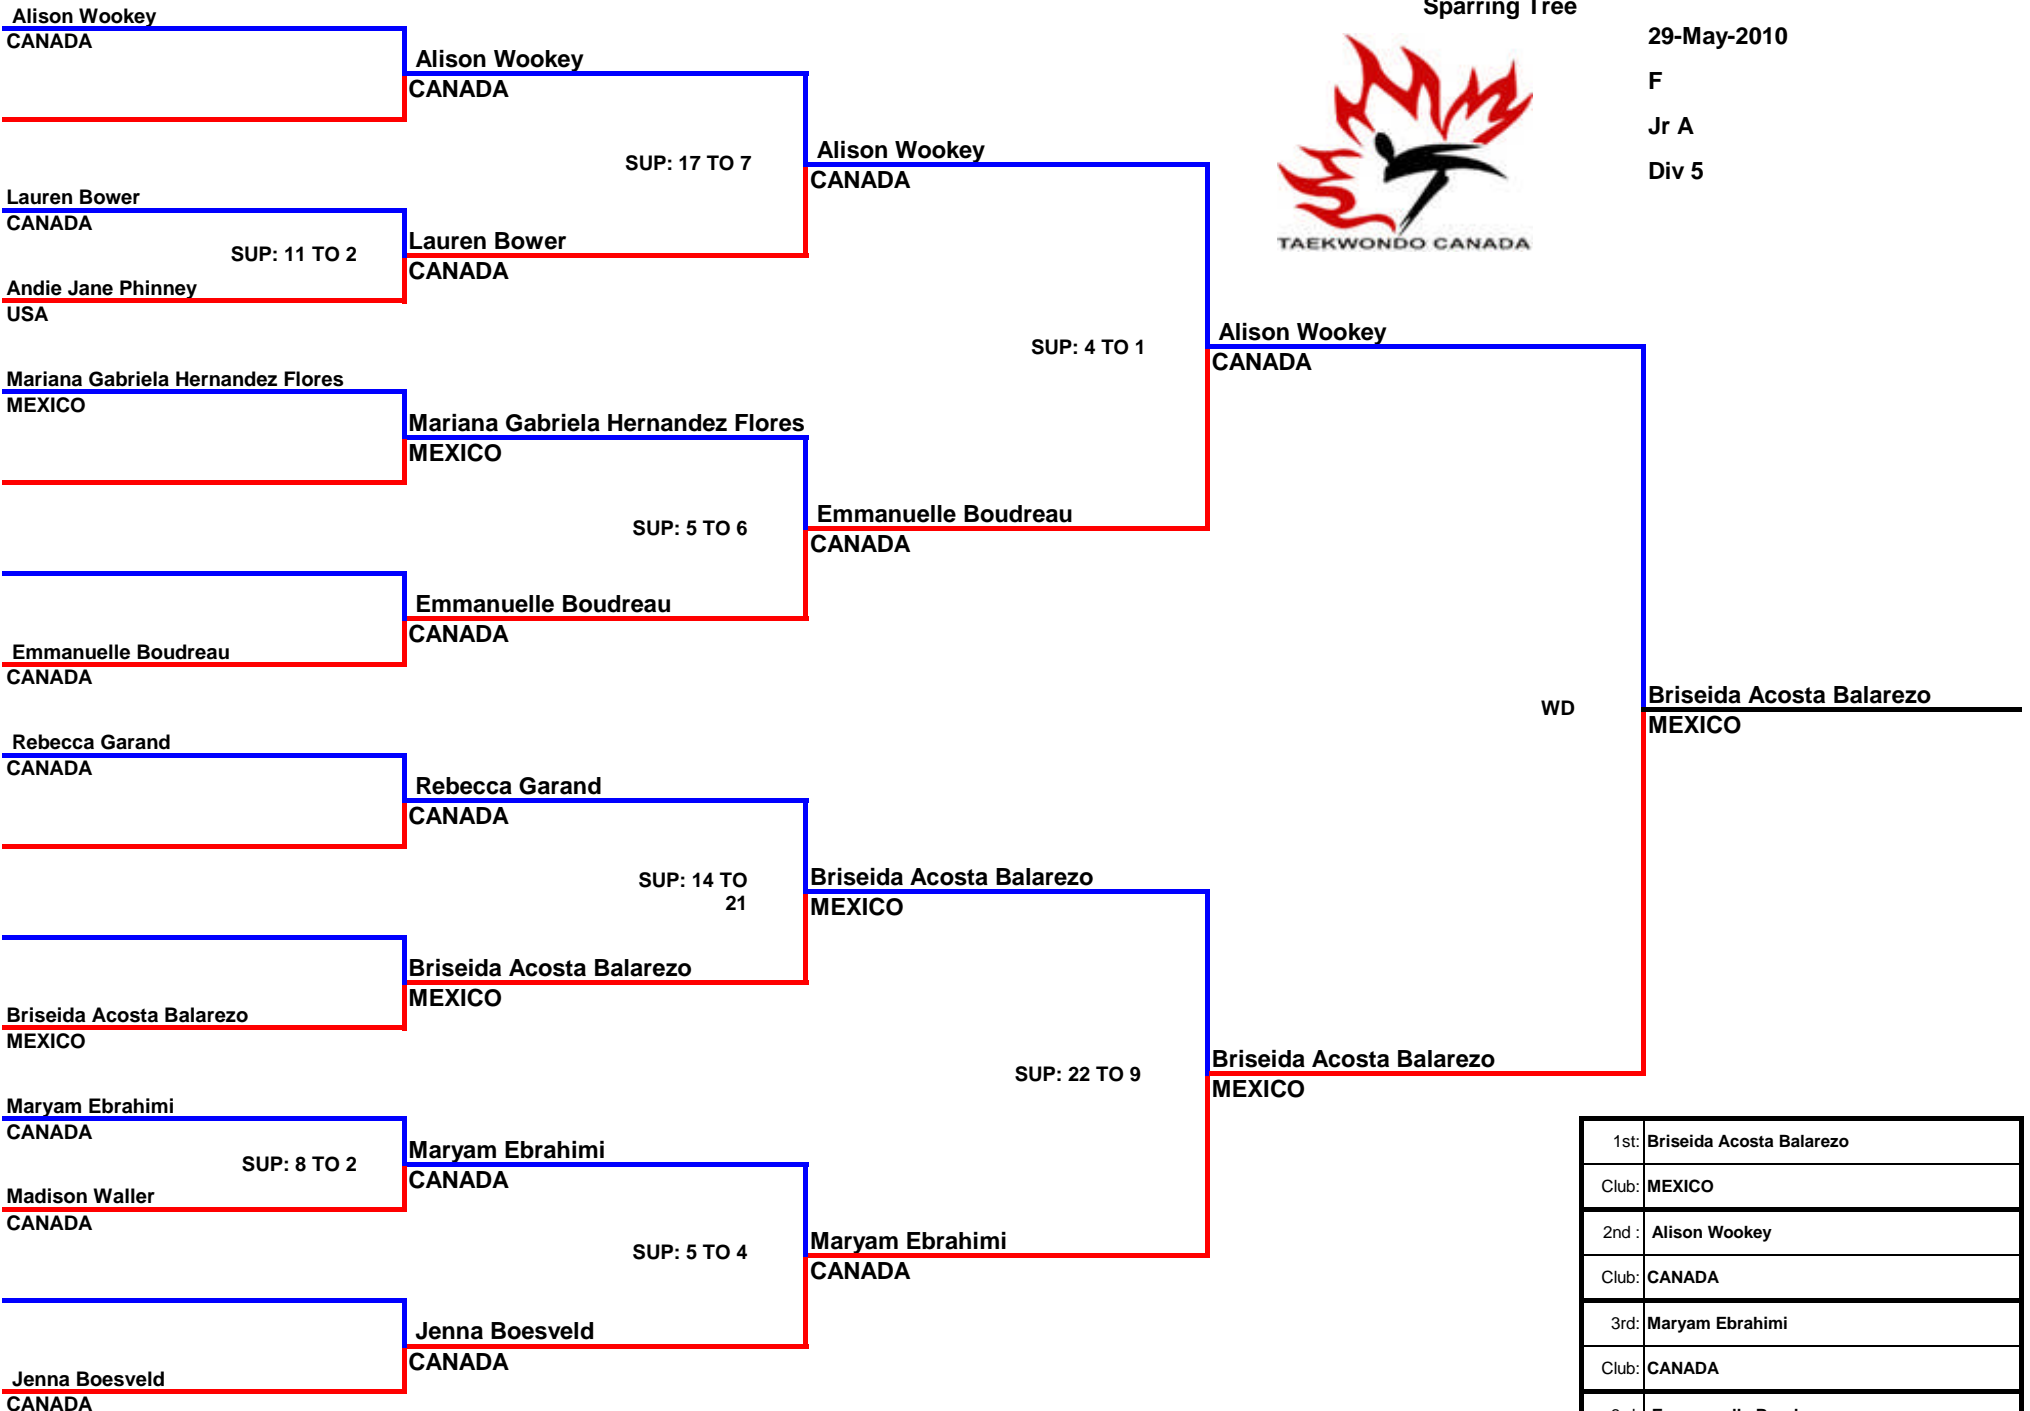 Sparring Tree
29-May-2010
F
Jr A
Div 5
TAEKWONDO CANADA
Alison Wookey
CANADA
Lauren Bower
CANADA
SUP: 11 TO 2
Andie Jane Phinney
USA
Mariana Gabriela Hernandez Flores
MEXICO
Emmanuelle Boudreau
CANADA
Rebecca Garand
CANADA
Briseida Acosta Balarezo
MEXICO
Maryam Ebrahimi
CANADA
SUP: 8 TO 2
Madison Waller
CANADA
Jenna Boesveld
CANADA
Alison Wookey
CANADA
SUP: 17 TO 7
Lauren Bower
CANADA
Mariana Gabriela Hernandez Flores
MEXICO
SUP: 5 TO 6
Emmanuelle Boudreau
CANADA
Rebecca Garand
CANADA
SUP: 14 TO
21
Briseida Acosta Balarezo
MEXICO
Maryam Ebrahimi
CANADA
SUP: 5 TO 4
Jenna Boesveld
CANADA
Alison Wookey
CANADA
SUP: 4 TO 1
Emmanuelle Boudreau
CANADA
Briseida Acosta Balarezo
MEXICO
SUP: 22 TO 9
Maryam Ebrahimi
CANADA
Alison Wookey
CANADA
WD
Briseida Acosta Balarezo
MEXICO
Briseida Acosta Balarezo
MEXICO
1st: Briseida Acosta Balarezo
Club: MEXICO
2nd : Alison Wookey
Club: CANADA
3rd: Maryam Ebrahimi
Club: CANADA